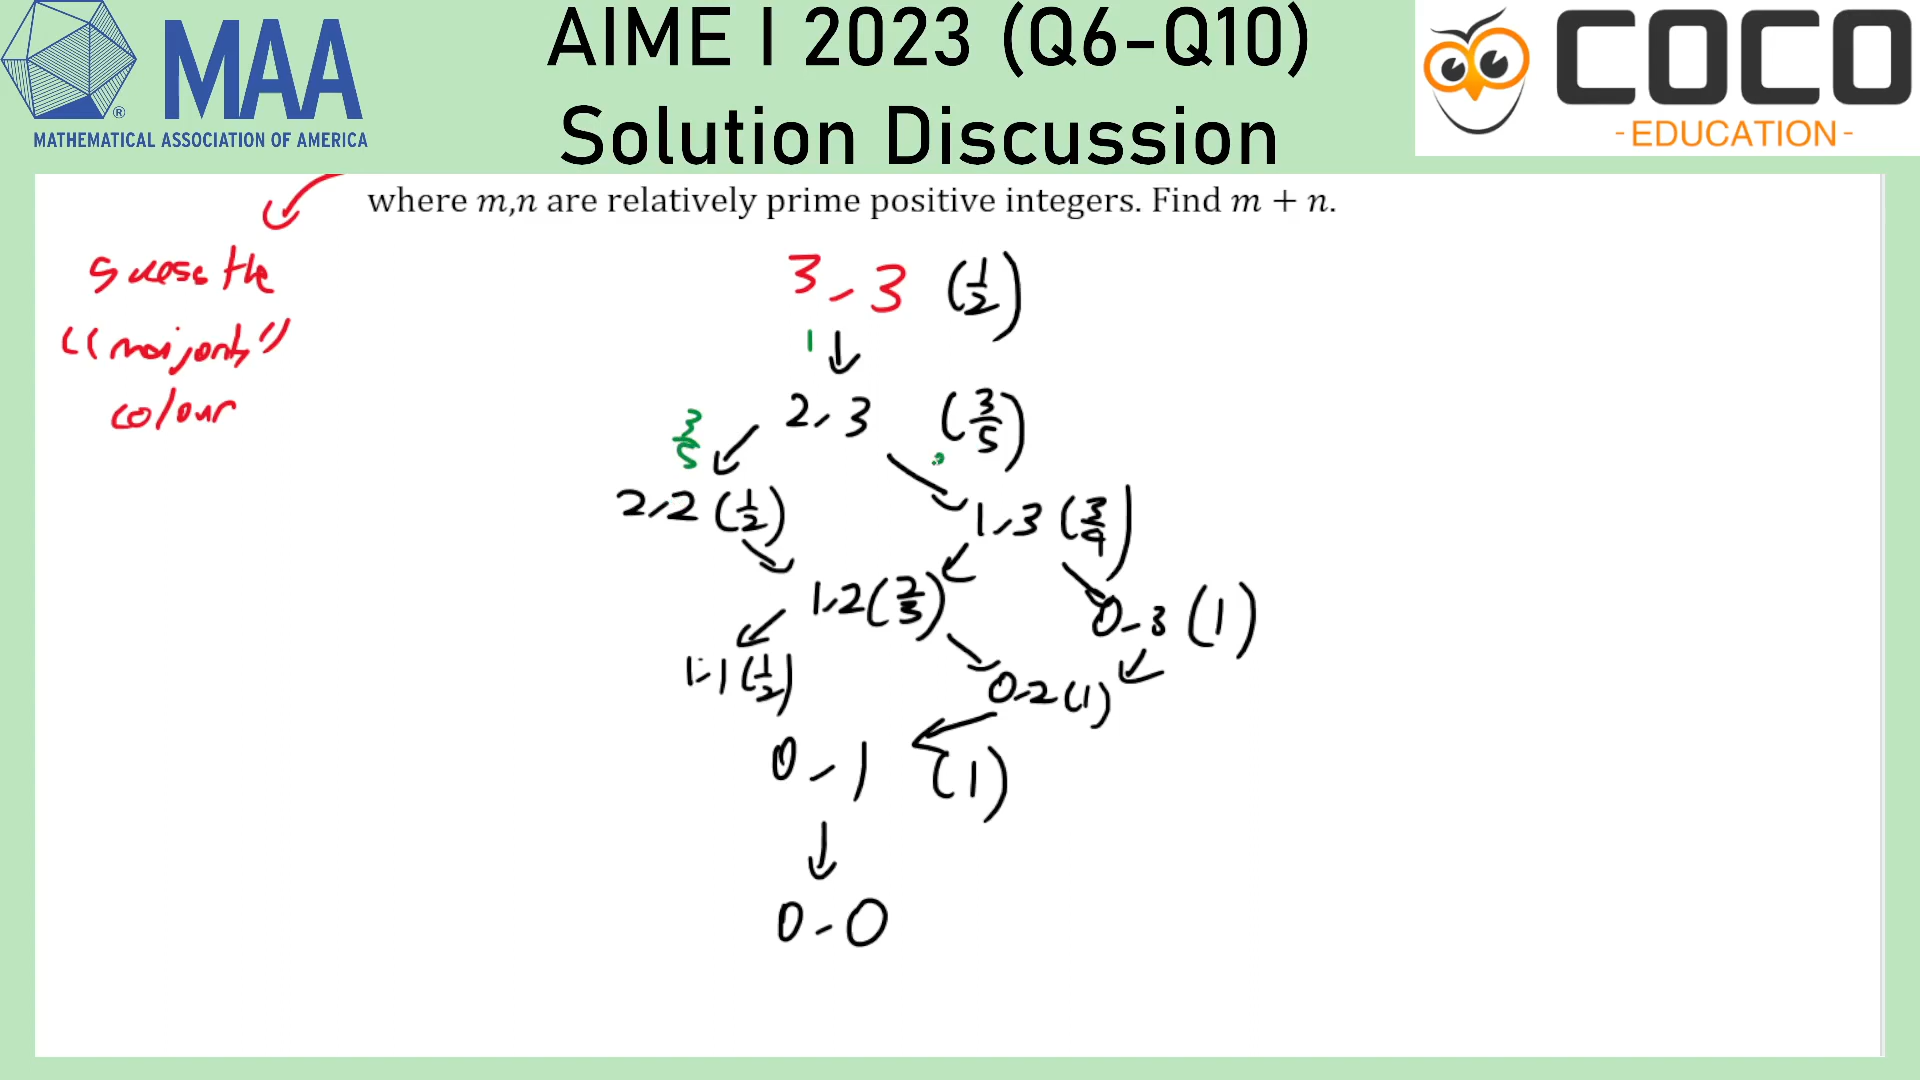 MAA
®
MATHEMATICAL ASSOCIATION OF AMERICA
AIME I 2023 (Q6-Q10)
Solution Discussion
COCO
-EDUCATION-
where m,n are relatively prime positive integers. Find m + n.
guess the
"majority"
colour
3,3 (1/2)
1
2,3 (3/5)
3/5
2,2 (1/2)
1,3 (3/4)
1,2 (2/3)
0,3 (1)
1,1 (1/2)
0,2 (1)
0,1 (1)
0,0